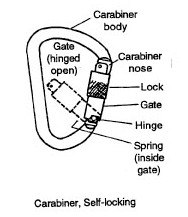 Carabiner
body
Gate
(hinged
open)
Carabiner
nose
Lock
Gate
Hinge
Spring
(inside
gate)
Carabiner, Self-locking